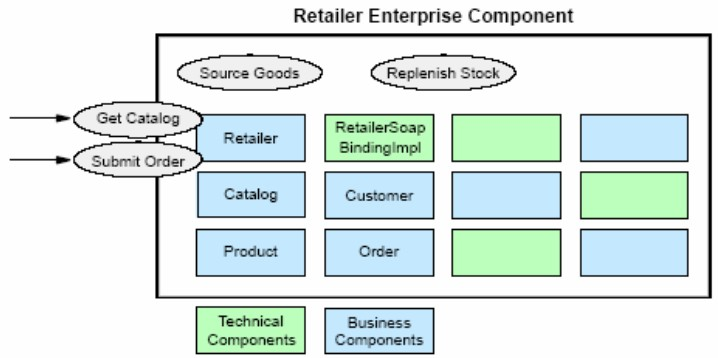 Retailer Enterprise Component
Source Goods
Replenish Stock
Get Catalog
Submit Order
Retailer
RetailerSoap
BindingImpl
Catalog
Customer
Product
Order
Technical
Components
Business
Components